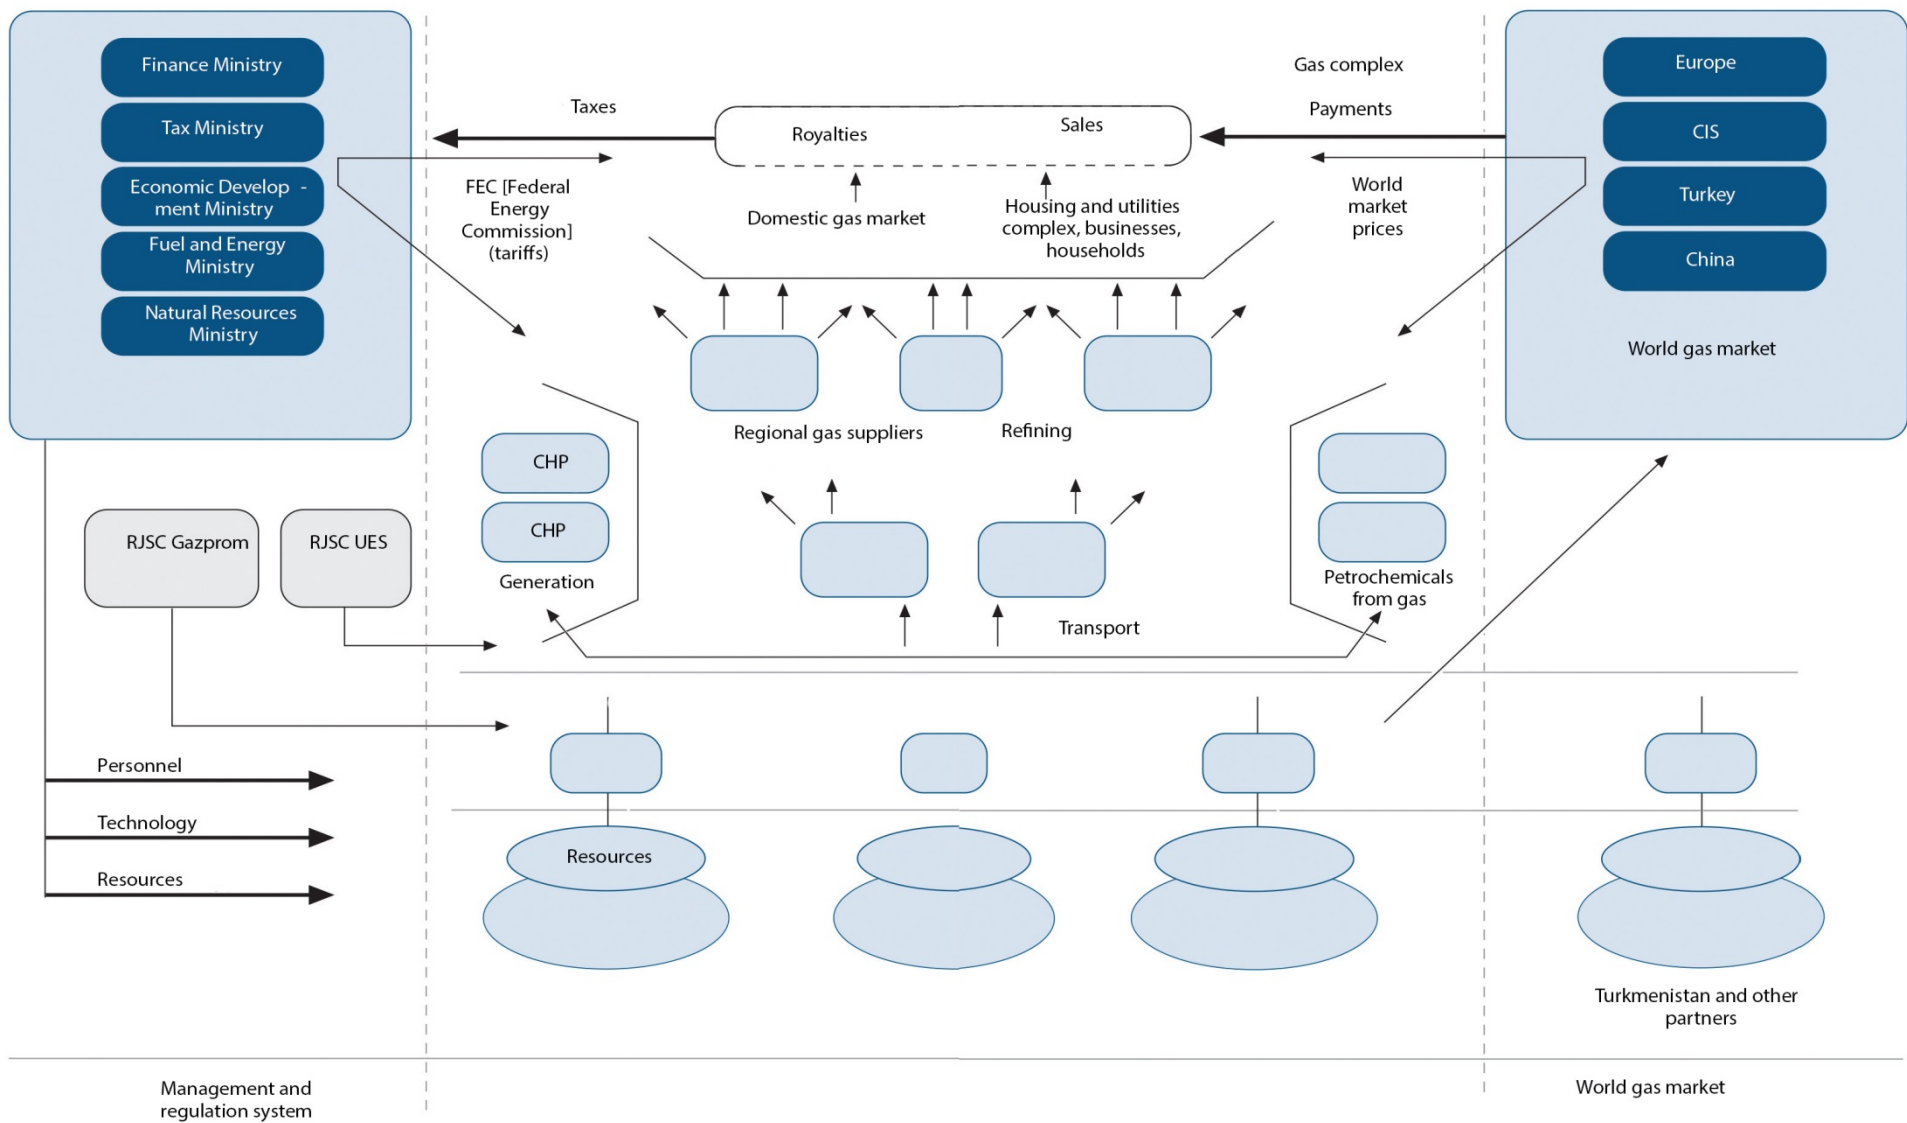 Finance Ministry
Tax Ministry
Economic Develop -
ment Ministry
Fuel and Energy
Ministry
Natural Resources
Ministry
RJSC Gazprom
RJSC UES
Personnel
Technology
Resources
Management and
regulation system
Taxes
FEC [Federal
Energy
Commission]
(tariffs)
Royalties
Sales
Domestic gas market
Housing and utilities
complex, businesses,
households
Gas complex
Payments
World
market
prices
Regional gas suppliers
Refining
CHP
CHP
Generation
Transport
Petrochemicals
from gas
Resources
Europe
CIS
Turkey
China
World gas market
Turkmenistan and other
partners
World gas market